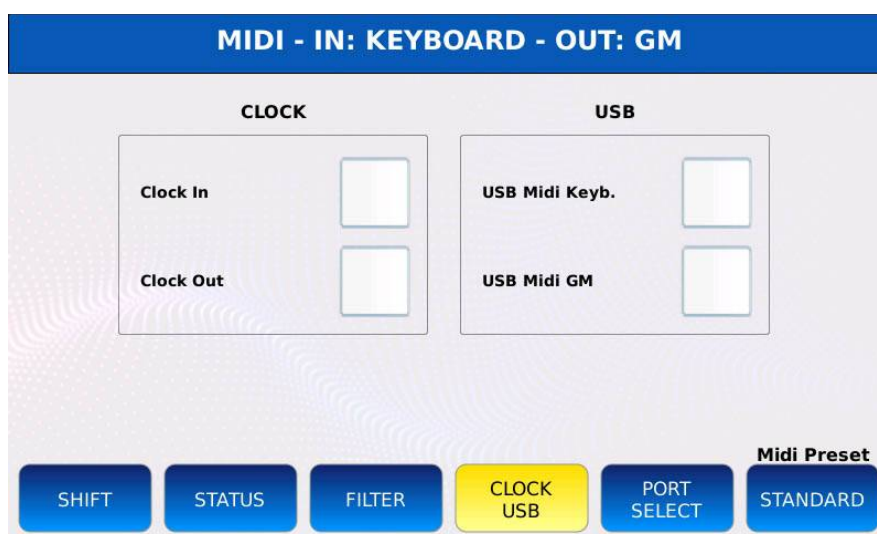 MIDI - IN: KEYBOARD - OUT: GM
CLOCK
Clock In
Clock Out
USB
USB Midi Keyb.
USB Midi GM
Midi Preset
SHIFT
STATUS
FILTER
CLOCK
USB
PORT
SELECT
STANDARD